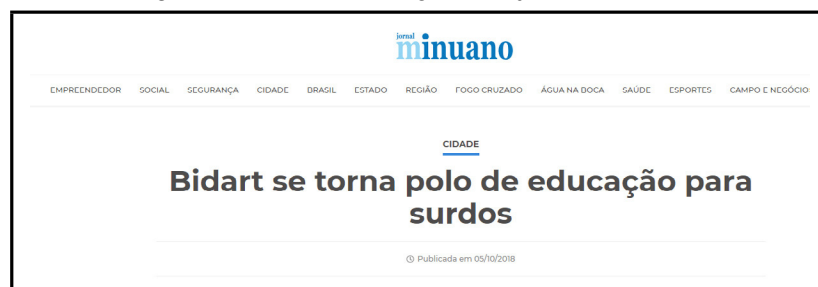 jornal
minuano
EMPREENDEDOR SOCIAL SEGURANÇA CIDADE BRASIL ESTADO REGIÃO FOGO CRUZADO ÁGUA NA BOCA SAÚDE ESPORTES CAMPO E NEGÓCIO
CIDADE
Bidart se torna polo de educação para
surdos
Publicada em 05/10/2018